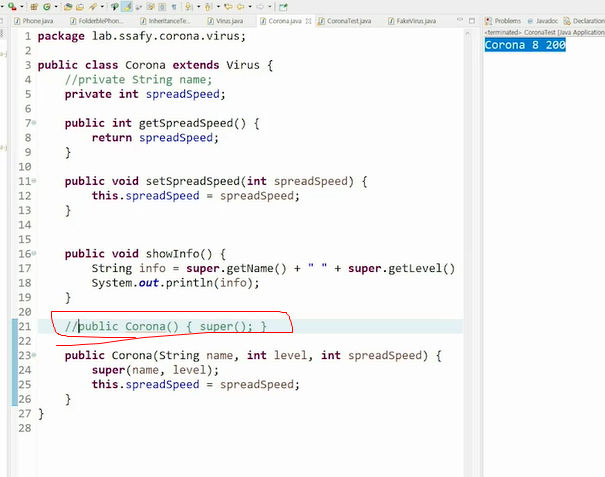 Phone.java
FolderblePhon...
InheritanceTe...
Virus.java
Corona.java
CoronaTest.java
FakeVirus.java
Problems
Javadoc
Declaration
<terminated> CoronaTest [Java Application]
Corona 8 200
1 package lab.ssafy.corona.virus;
2
3 public class Corona extends Virus {
4 //private String name;
5 private int spreadSpeed;
6
7 public int getSpreadSpeed() {
8 return spreadSpeed;
9 }
10
11 public void setSpreadSpeed(int spreadSpeed) {
12 this.spreadSpeed = spreadSpeed;
13 }
14
15
16 public void showInfo() {
17 String info = super.getName() + " " + super.getLevel()
18 System.out.println(info);
19 }
20
21 //public Corona() { super(); }
22
23 public Corona(String name, int level, int spreadSpeed) {
24 super(name, level);
25 this.spreadSpeed = spreadSpeed;
26 }
27 }
28